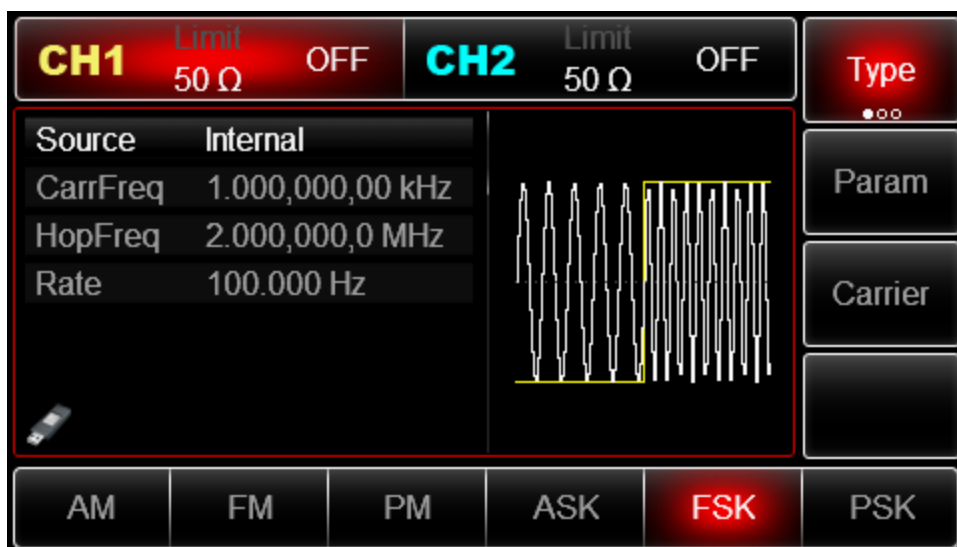 CH1 Limit 50 Ω OFF CH2 Limit 50 Ω OFF
Type
Source Internal
CarrFreq 1.000,000,00 kHz
HopFreq 2.000,000,0 MHz
Rate 100.000 Hz
Param
Carrier
AM FM PM ASK FSK PSK